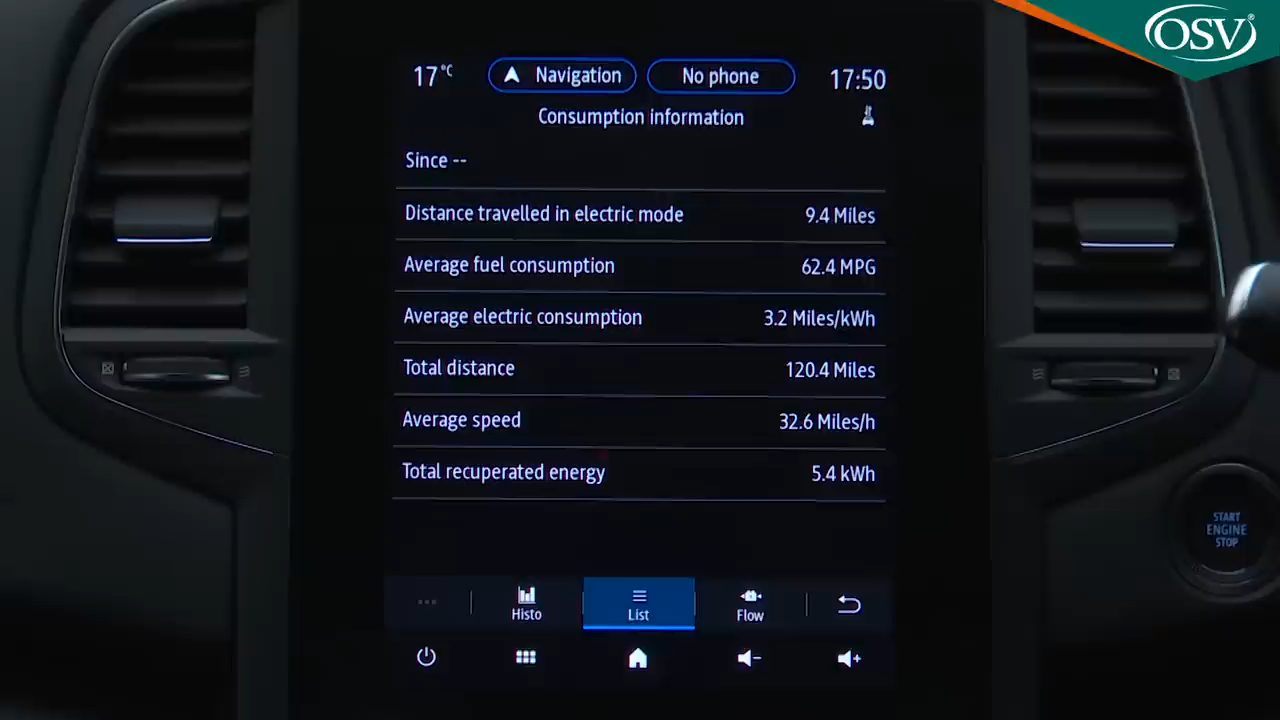 OSV®
17°C
Navigation
No phone
17:50
Consumption information
Since --
Distance travelled in electric mode 9.4 Miles
Average fuel consumption 62.4 MPG
Average electric consumption 3.2 Miles/kWh
Total distance 120.4 Miles
Average speed 32.6 Miles/h
Total recuperated energy 5.4 kWh
START
ENGINE
STOP
...
Histo
List
Flow